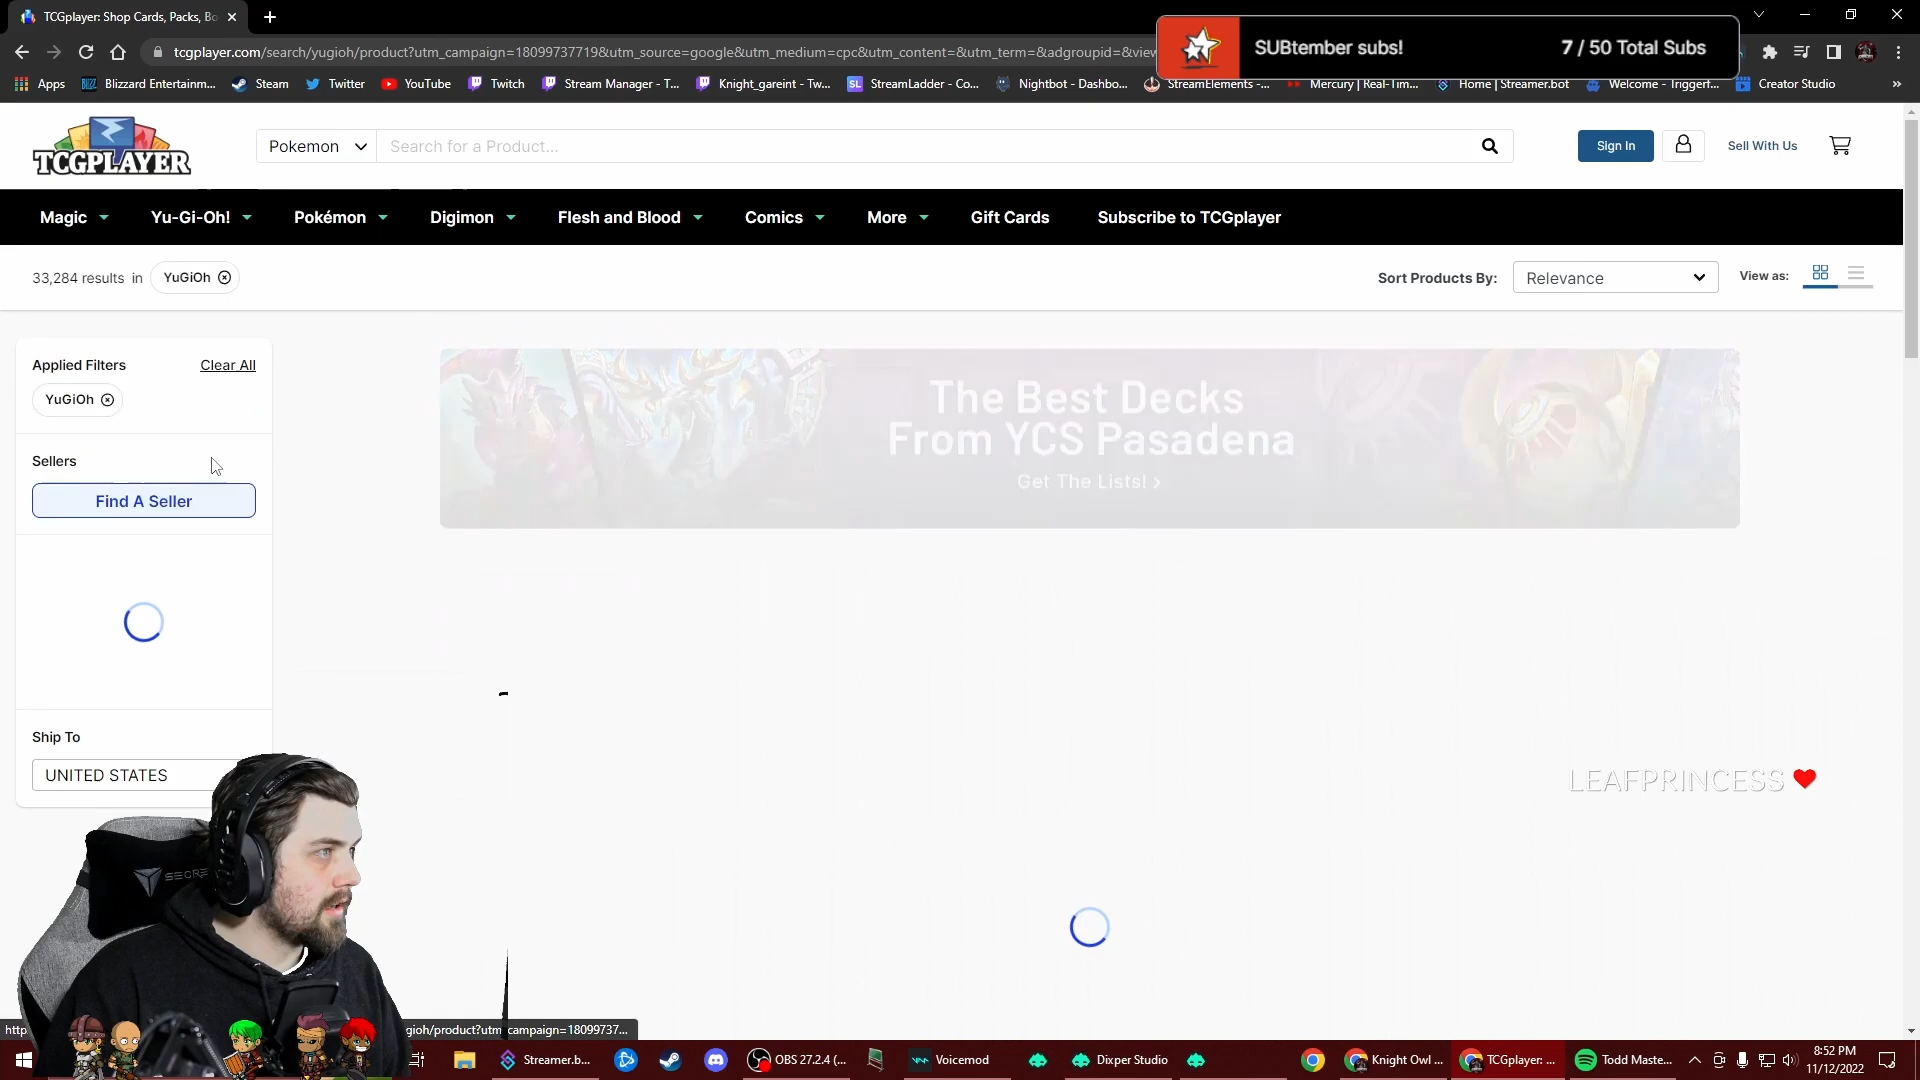 TCGplayer: Shop Cards, Packs, Bo
SUBtember subs!
7 / 50 Total Subs
tcgplayer.com/search/yugioh/product?utm_campaign=18099737719&utm_source=google&utm_medium=cpc&utm_content=&utm_term=&adgroupid=&view
Apps
Blizzard Entertainm...
Steam
Twitter
YouTube
Twitch
Stream Manager - T...
Knight_gareint - Tw...
SL
StreamLadder - Co...
Nightbot - Dashbo...
StreamElements -...
Mercury | Real-Tim...
Home | Streamer.bot
Welcome - Triggerf...
Creator Studio
TCGPLAYER
Pokemon
Search for a Product...
Sign In
Sell With Us
Magic
Yu-Gi-Oh!
Pokémon
Digimon
Flesh and Blood
Comics
More
Gift Cards
Subscribe to TCGplayer
33,284 results in
YuGiOh
Sort Products By:
Relevance
View as:
Applied Filters
Clear All
YuGiOh
The Best Decks
From YCS Pasadena
Get The Lists! ›
Sellers
Find A Seller
Ship To
UNITED STATES
LEAFPRINCESS ❤
SECRE
http
gioh/product?utm_campaign=18099737...
Streamer.b...
OBS 27.2.4 (...
Voicemod
Dixper Studio
Knight Owl ...
TCGplayer: ...
Todd Maste...
8:52 PM
11/12/2022